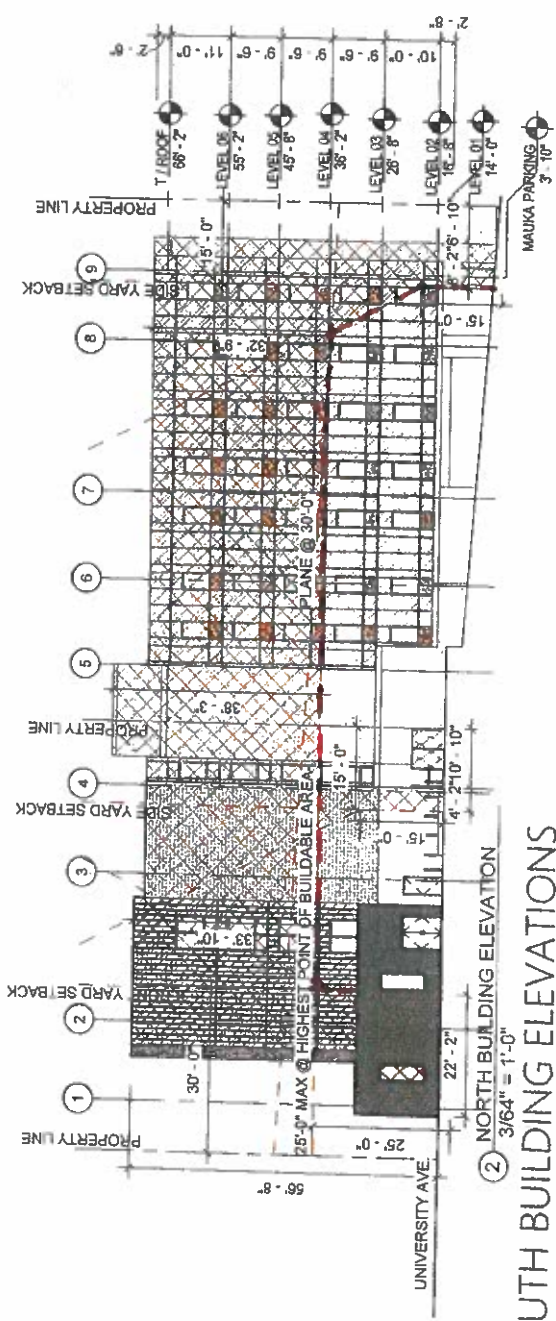 1
2
3
4
5
6
7
8
9
PROPERTY LINE
YARD SETBACK
SIDE YARD SETBACK
PROPERTY LINE
SIDE YARD SETBACK
PROPERTY LINE
2' - 8"
T / ROOF
66' - 2"
11' - 0"
LEVEL 06
55' - 2"
9' - 6"
LEVEL 05
45' - 8"
9' - 6"
LEVEL 04
36' - 2"
9' - 6"
LEVEL 03
26' - 8"
10' - 0"
LEVEL 02
16' - 8"
2' - 8"
LEVEL 01
14' - 0"
MAUKA PARKING
3' - 10"
30' - 0"
33' - 10"
38' - 3
32' - 9"
15' - 0"
56' - 8"
25'-0" MAX @ HIGHEST POINT OF BUILDABLE AREA
PLANE @ 30'-0"
25' - 0"
22' - 2"
15' - 0"
15' - 0"
4' - 2"
10' - 10"
6' - 10"
15' - 0"
UNIVERSITY AVE.
2
NORTH BUILDING ELEVATION
3/64" = 1'-0"
UTH BUILDING ELEVATIONS